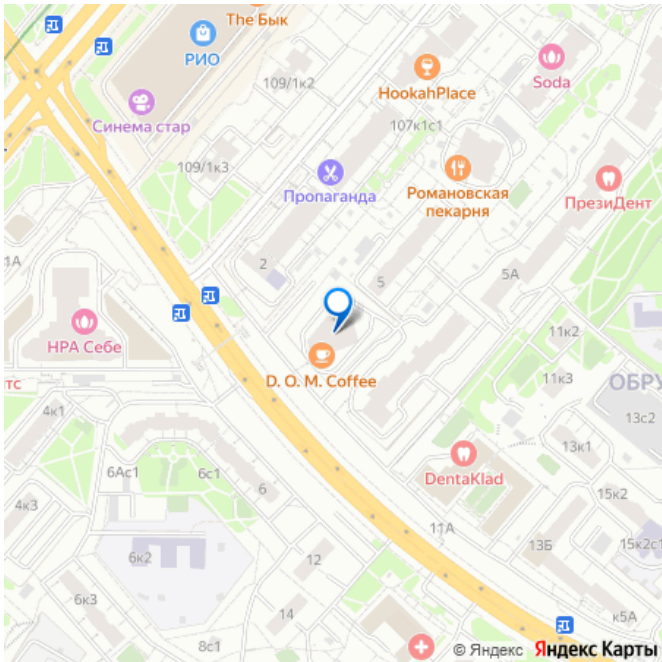 The Бык
РИО
109/1к2
HookahPlace
Soda
Синема стар
107к1с1
109/1к3
Пропаганда
Романовская
пекарня
ПрезиДент
1А
2
5
5А
НРА Себе
D. O. M. Coffee
11к2
11к3
ОБРУ
тс
4к1
13с2
13к1
DentaKlad
6Ас1
6с1
6
15к2
4к3
11А
13Б
15к2с1
6к2
12
6к3
14
к5А
8с1
© Яндекс Яндекс Карты